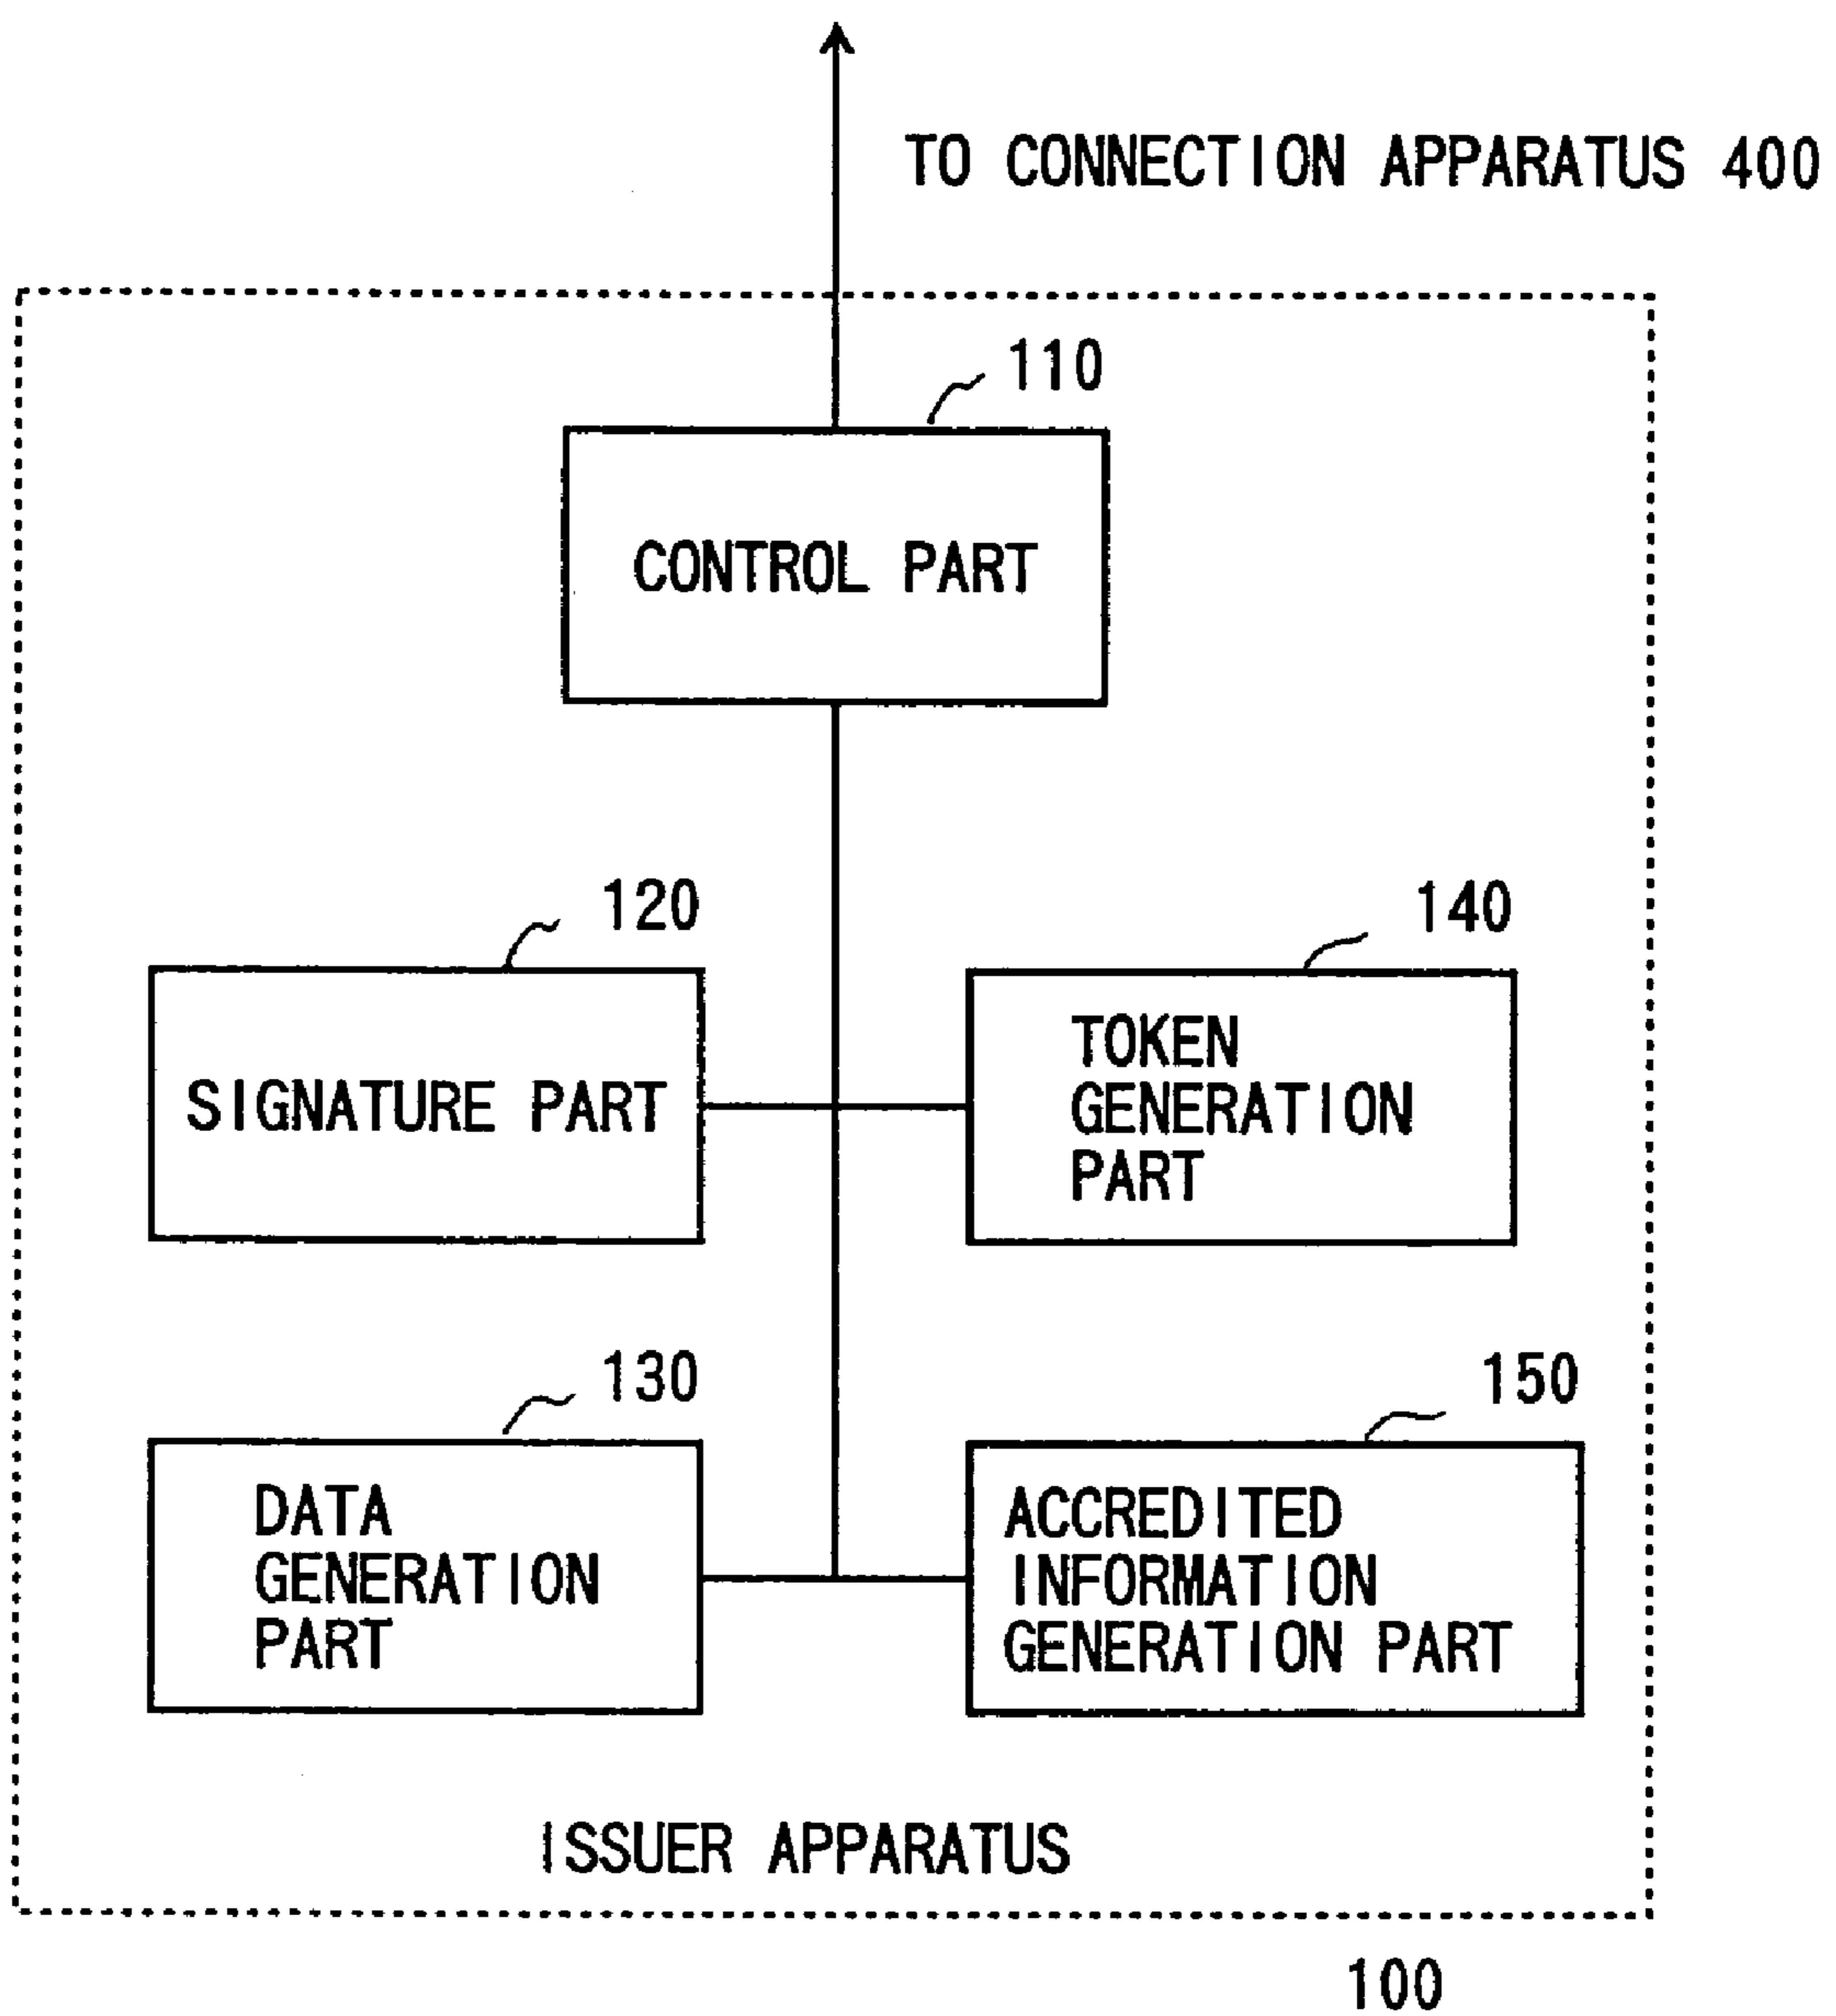 TO CONNECTION APPARATUS 400
110
CONTROL PART
120
140
SIGNATURE PART
TOKEN
GENERATION
PART
130
150
DATA
GENERATION
PART
ACCREDITED
INFORMATION
GENERATION PART
ISSUER APPARATUS
100